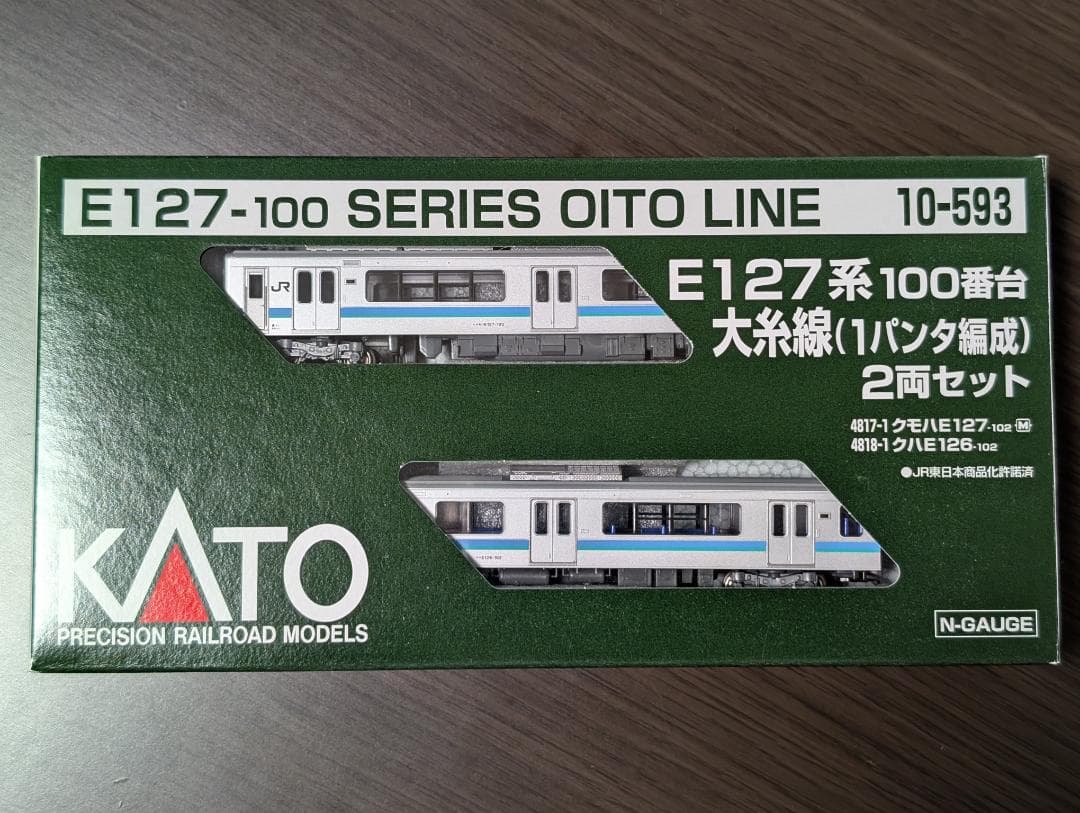 E127-100 SERIES OITO LINE 10-593
JR
E127系100番台
大糸線(1パンタ編成)
2両セット
4817-1 クモハE127-102 M
4818-1 クハE126-102
●JR東日本商品化許諾済
KATO
PRECISION RAILROAD MODELS
N-GAUGE